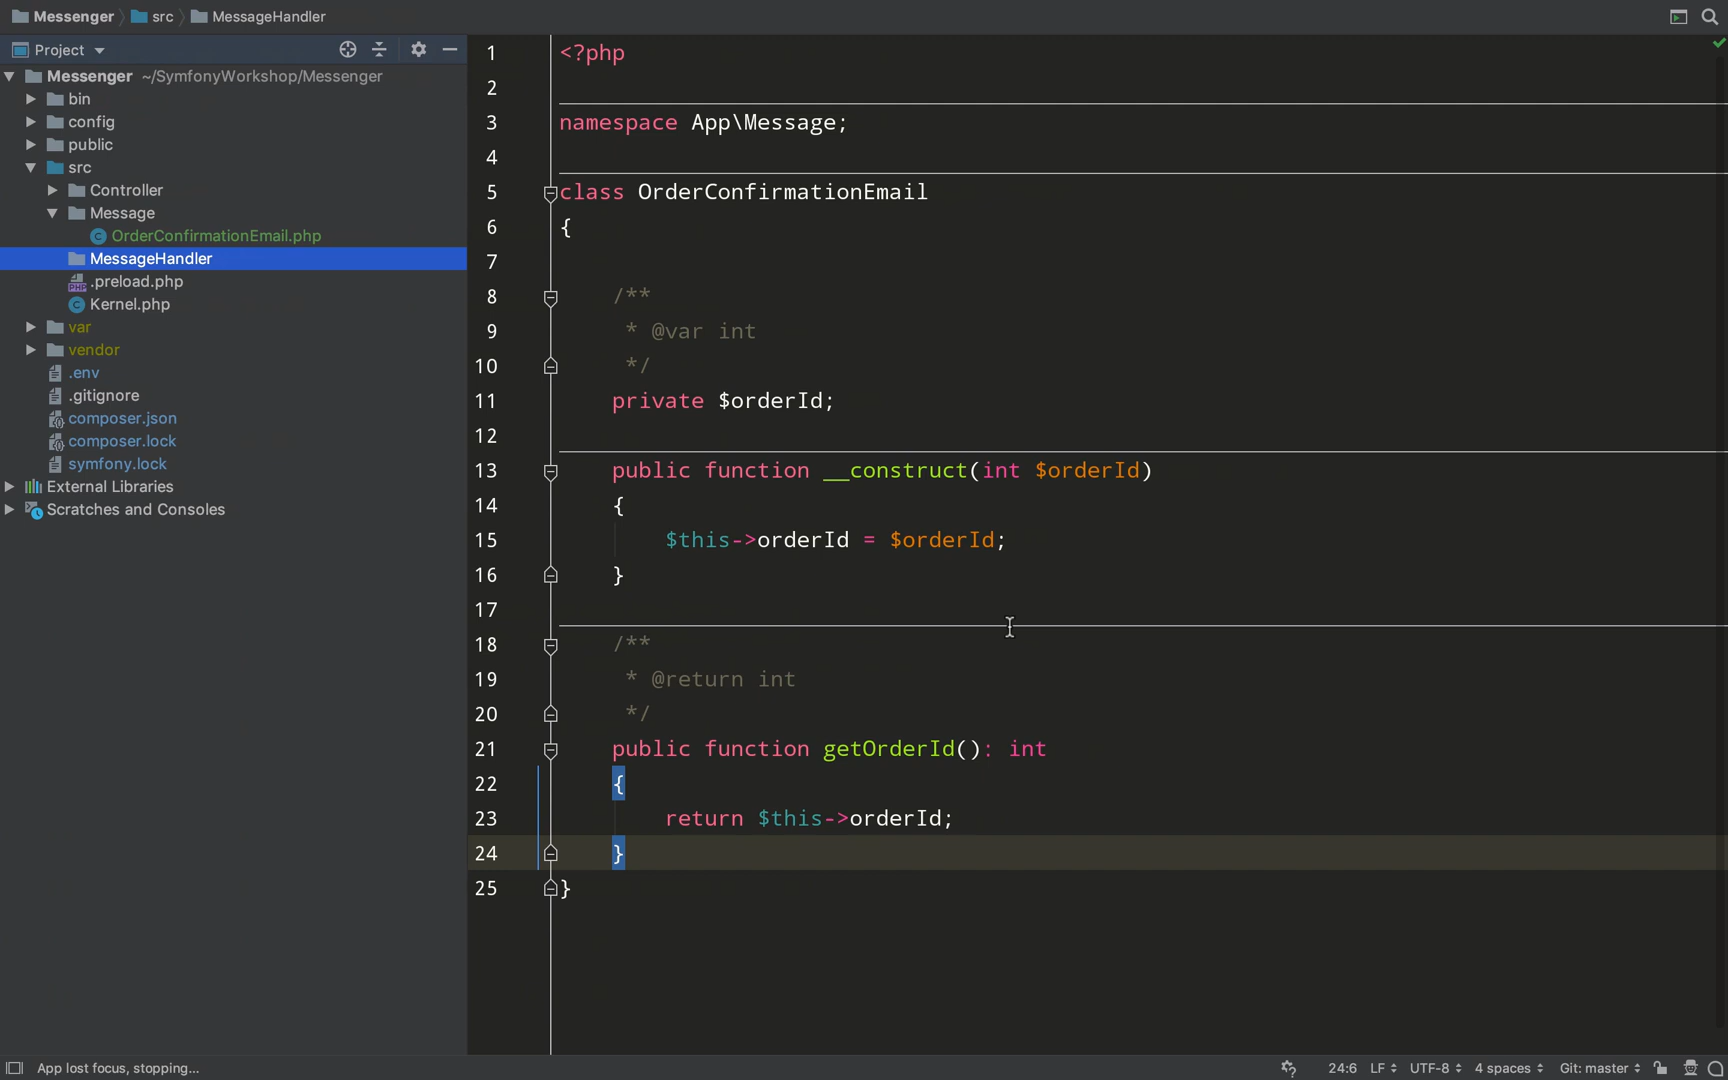 Messenger src MessageHandler
Project
Messenger ~/SymfonyWorkshop/Messenger
bin
config
public
src
Controller
Message
OrderConfirmationEmail.php
MessageHandler
.preload.php
Kernel.php
var
vendor
.env
.gitignore
composer.json
composer.lock
symfony.lock
External Libraries
Scratches and Consoles
1 <?php
2
3 namespace App\Message;
4
5 class OrderConfirmationEmail
6 {
7
8 /**
9 * @var int
10 */
11 private $orderId;
12
13 public function __construct(int $orderId)
14 {
15 $this->orderId = $orderId;
16 }
17
18 /**
19 * @return int
20 */
21 public function getOrderId(): int
22 {
23 return $this->orderId;
24 }
25 }
App lost focus, stopping... 24:6 LF UTF-8 4 spaces Git: master